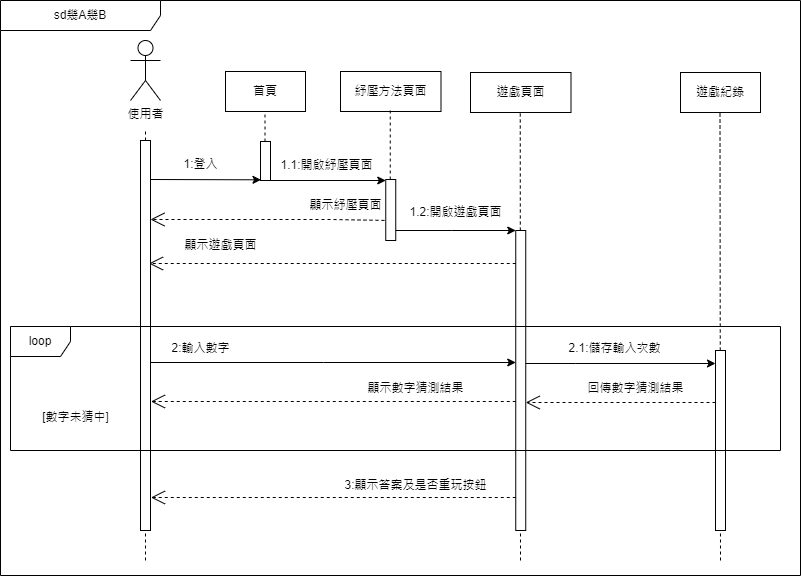 sd幾A幾B
使用者
首頁
紓壓方法頁面
遊戲頁面
遊戲紀錄
1:登入
1.1:開啟紓壓頁面
顯示紓壓頁面
1.2:開啟遊戲頁面
顯示遊戲頁面
loop
2:輸入數字
2.1:儲存輸入次數
顯示數字猜測結果
回傳數字猜測結果
[數字未猜中]
3:顯示答案及是否重玩按鈕